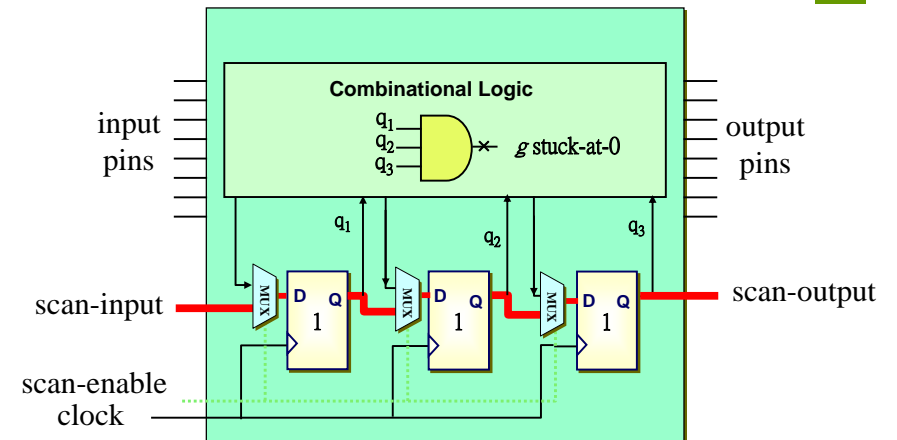 Combinational Logic
q1
q2
q3
g stuck-at-0
input
pins
output
pins
q1
q2
q3
scan-input
MUX
D Q
1
MUX
D Q
1
MUX
D Q
1
scan-output
scan-enable
clock